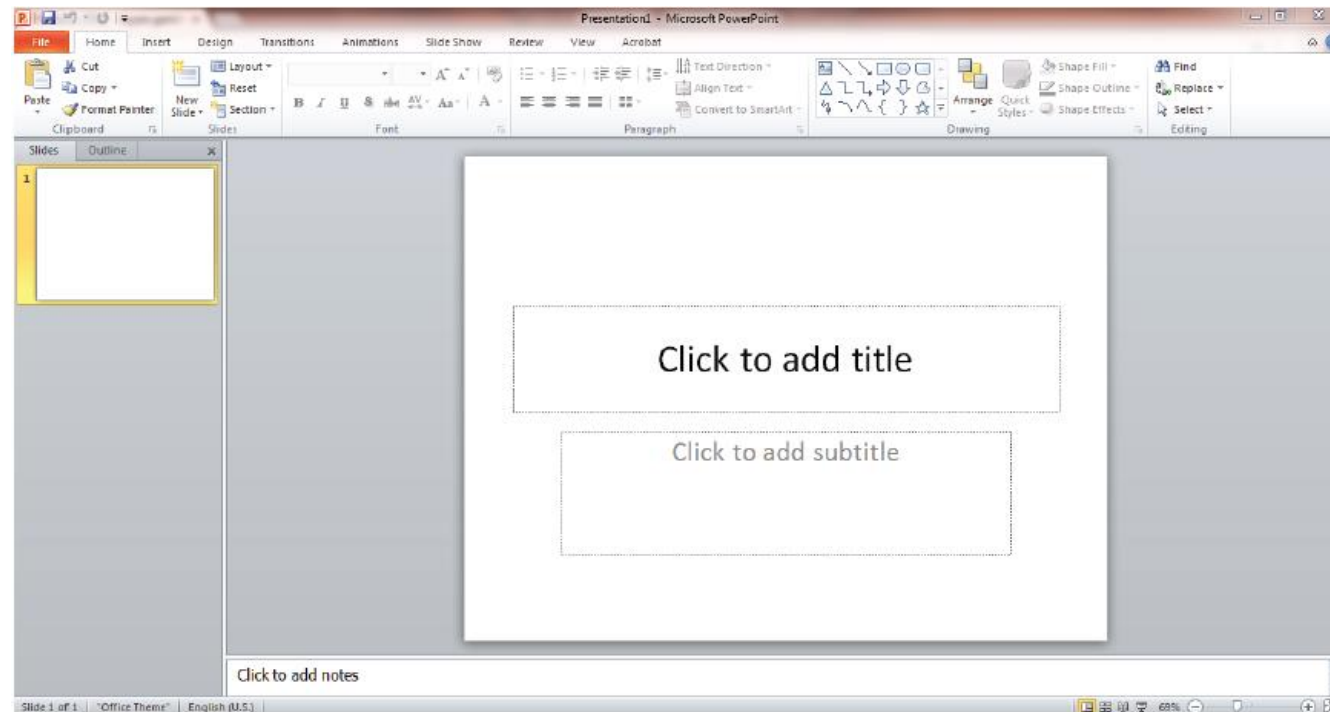 Presentation1 - Microsoft PowerPoint
File Home Insert Design Transitions Animations Slide Show Review View Acrobat
Paste
Cut
Copy
Format Painter
Clipboard
New Slide
Layout
Reset
Section
Slides
B I U S abc AV Aa A
Font
Text Direction
Align Text
Convert to SmartArt
Paragraph
Arrange
Quick Styles
Shape Fill
Shape Outline
Shape Effects
Drawing
Find
Replace
Select
Editing
Slides Outline
1
Click to add title
Click to add subtitle
Click to add notes
Slide 1 of 1 "Office Theme" English (U.S.) 69%